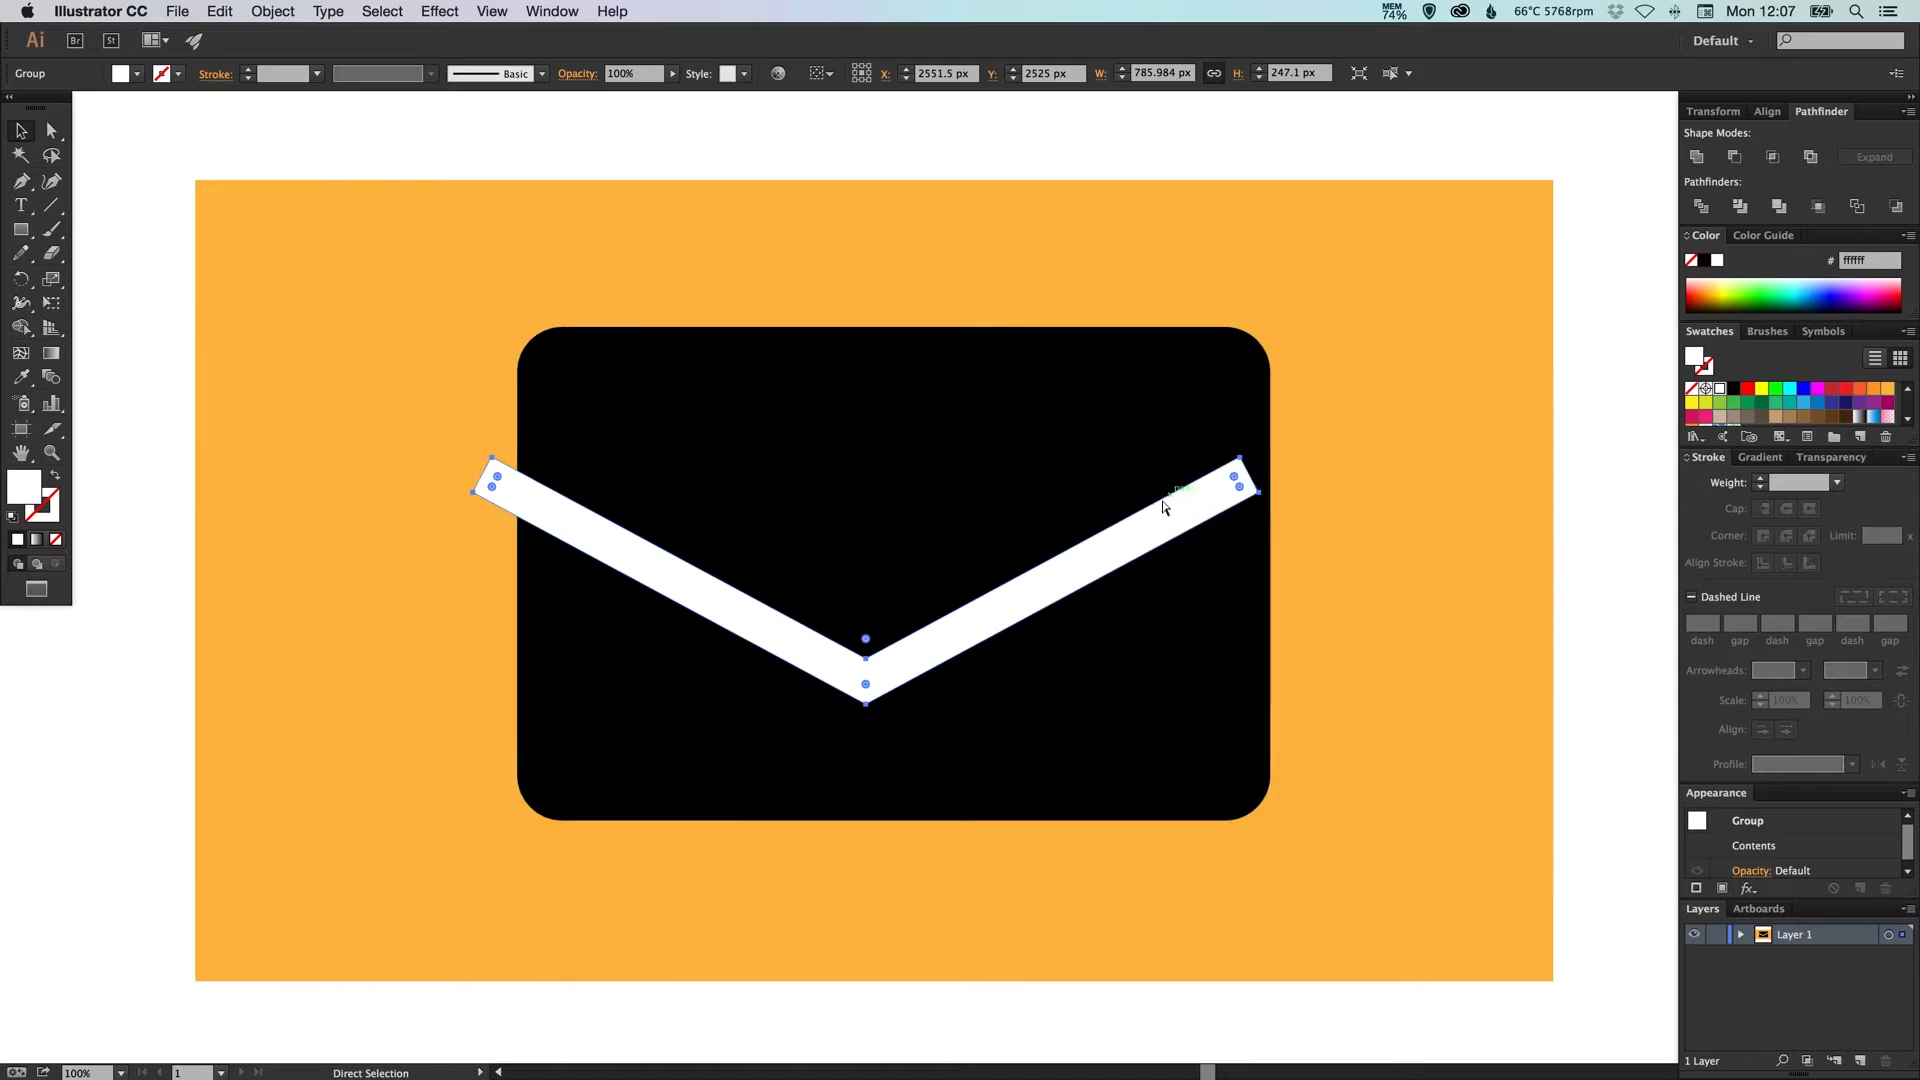 Illustrator CC File Edit Object Type Select Effect View Window Help MEM 74% 66°C 5768rpm Mon 12:07
Ai Br St Default
Group Stroke: Basic Opacity: 100% Style: X: 2551.5 px Y: 2525 px W: 785.984 px H: 247.1 px
Transform Align Pathfinder
Shape Modes:
Expand
Pathfinders:
Color Color Guide
# ffffff
Swatches Brushes Symbols
Stroke Gradient Transparency
Weight:
Cap:
Corner: Limit: x
Align Stroke:
Dashed Line
dash gap dash gap dash gap
Arrowheads:
Scale: 100% 100%
Align:
Profile:
Appearance
Group
Contents
Opacity: Default
fx
Layers Artboards
Layer 1
1 Layer
100% 1 Direct Selection